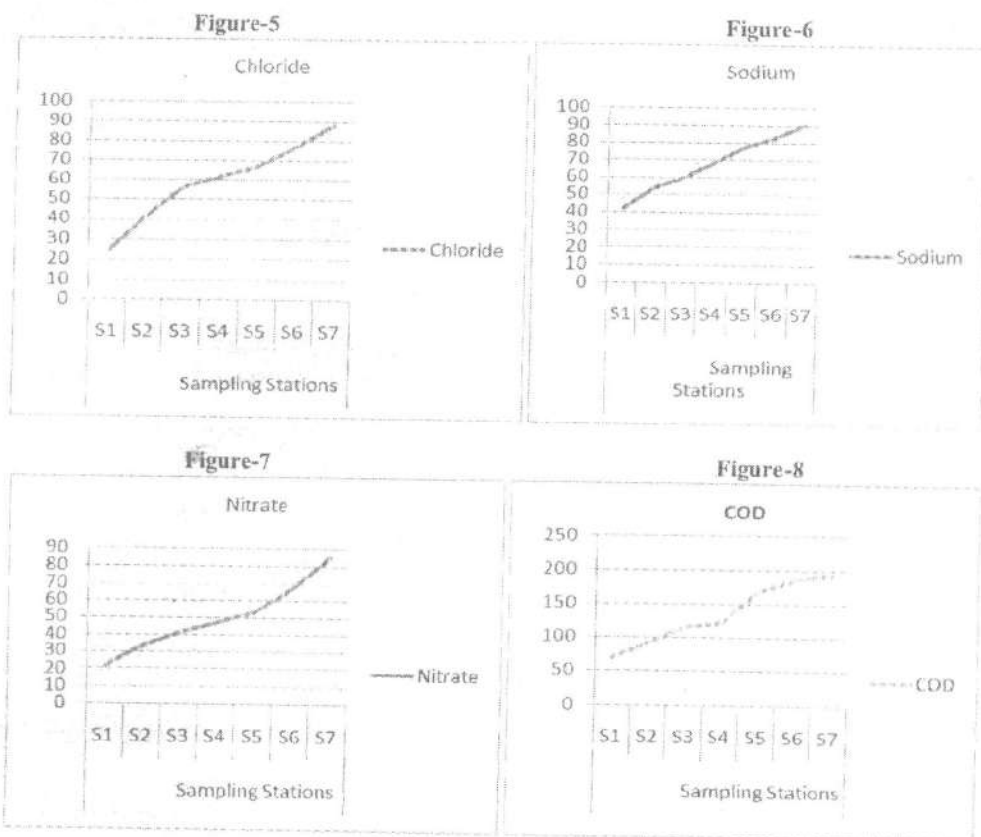 Figure-5
Chloride
100
90
80
70
60
50
40
30
20
10
0
S1 S2 S3 S4 S5 S6 S7
Sampling Stations
Chloride
Figure-6
Sodium
100
90
80
70
60
50
40
30
20
10
0
S1 S2 S3 S4 S5 S6 S7
Sampling
Stations
Sodium
Figure-7
Nitrate
90
80
70
60
50
40
30
20
10
0
S1 S2 S3 S4 S5 S6 S7
Sampling Stations
Nitrate
Figure-8
COD
250
200
150
100
50
0
S1 S2 S3 S4 S5 S6 S7
Sampling Stations
COD